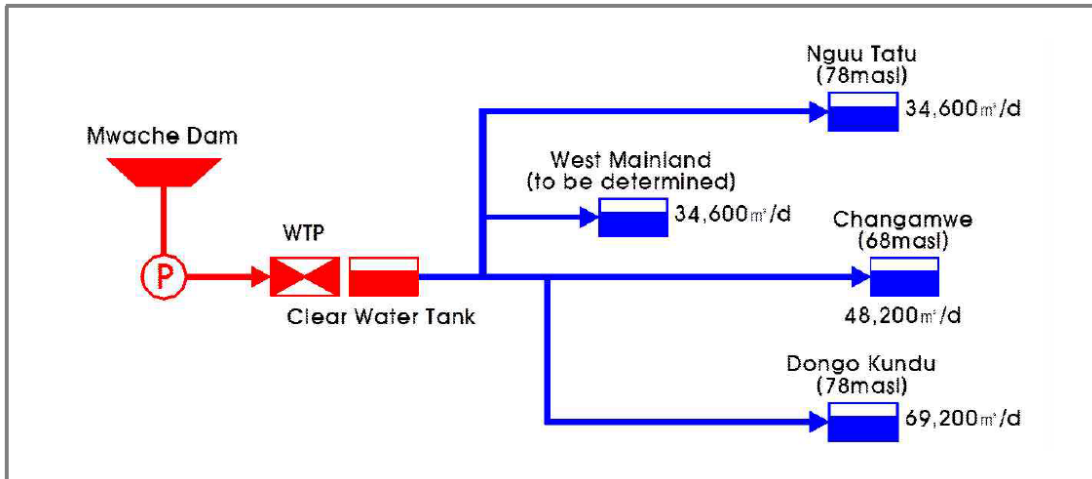 Nguu Tatu
(78masl)
34,600㎥/d
Mwache Dam
West Mainland
(to be determined)
34,600㎥/d
Changamwe
(68masl)
48,200㎥/d
WTP
P
Clear Water Tank
Dongo Kundu
(78masl)
69,200㎥/d